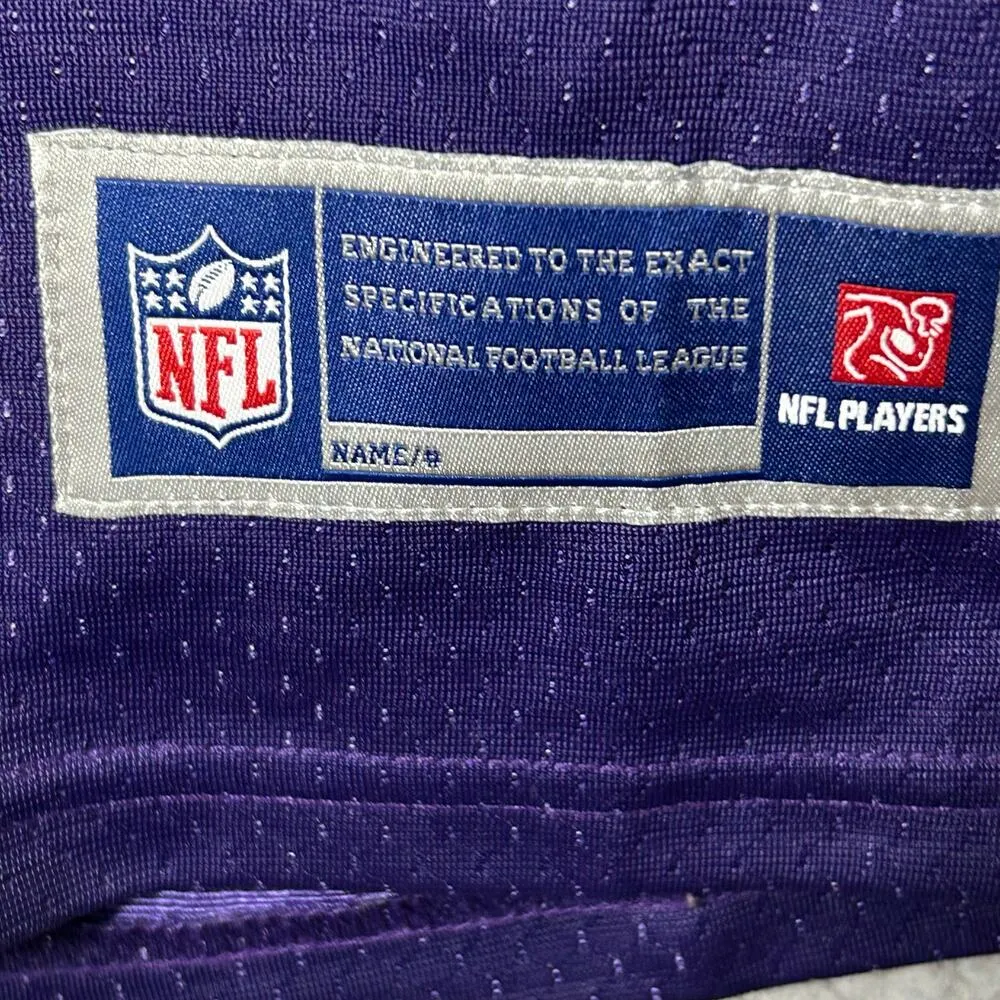 NFL
ENGINEERED TO THE EXACT
SPECIFICATIONS OF THE
NATIONAL FOOTBALL LEAGUE
NAME/#
NFL PLAYERS